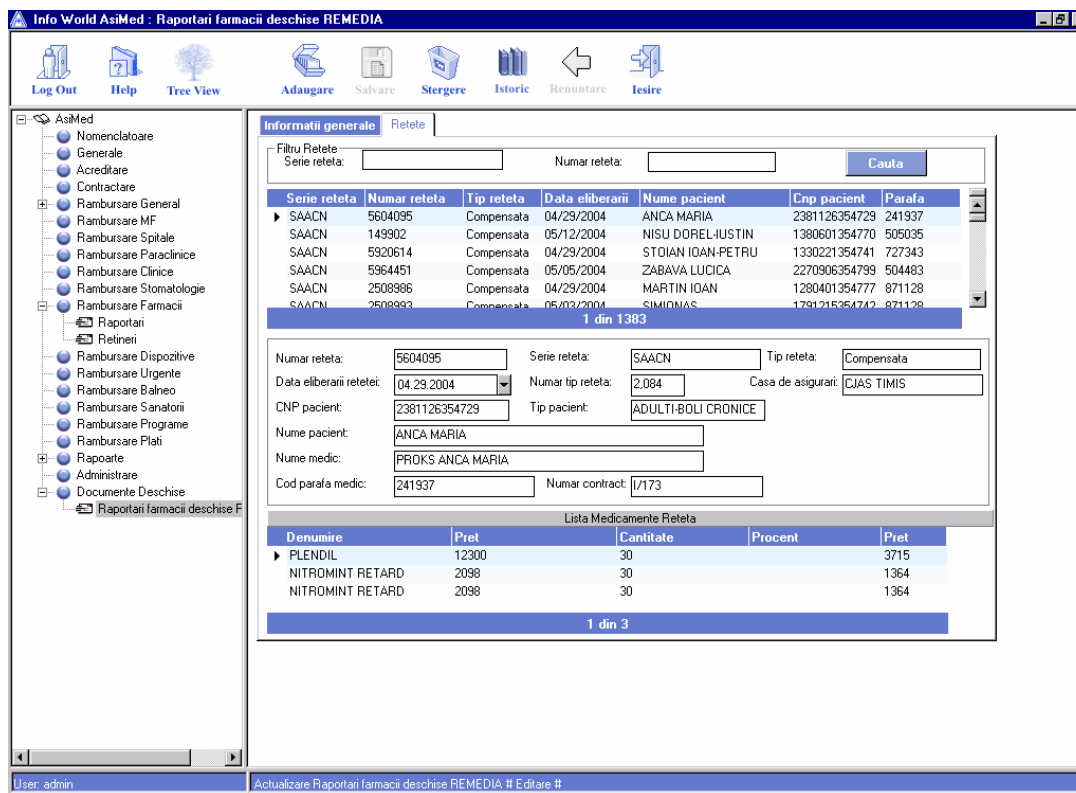 Info World AsiMed : Raportari farmacii deschise REMEDIA
Log Out Help Tree View Adaugare Salvare Stergere Istoric Renuntare Iesire
AsiMed
Nomenclatoare
Generale
Acreditare
Contractare
Rambursare General
Rambursare MF
Rambursare Spitale
Rambursare Paraclinice
Rambursare Clinice
Rambursare Stomatologie
Rambursare Farmacii
Raportari
Retineri
Rambursare Dispozitive
Rambursare Urgente
Rambursare Balneo
Rambursare Sanatorii
Rambursare Programe
Rambursare Plati
Rapoarte
Administrare
Documente Deschise
Raportari farmacii deschise F
Informatii generale Retete
Filtru Retete
Serie reteta: Numar reteta: Cauta
Serie reteta Numar reteta Tip reteta Data eliberarii Nume pacient Cnp pacient Parafa
SAACN 5604095 Compensata 04/29/2004 ANCA MARIA 2381126354729 241937
SAACN 149902 Compensata 05/12/2004 NISU DOREL-IUSTIN 1380601354770 505035
SAACN 5920614 Compensata 04/29/2004 STOIAN IOAN-PETRU 1330221354741 727343
SAACN 5964451 Compensata 05/05/2004 ZABAVA LUCICA 2270906354799 504483
SAACN 2508986 Compensata 04/29/2004 MARTIN IOAN 1280401354777 871128
SAACN 2508993 Compensata 05/03/2004 SIMIONAS 1791215354742 871128
1 din 1383
Numar reteta: 5604095 Serie reteta: SAACN Tip reteta: Compensata
Data eliberarii retetei: 04.29.2004 Numar tip reteta: 2,084 Casa de asigurari: CJAS TIMIS
CNP pacient: 2381126354729 Tip pacient: ADULTI-BOLI CRONICE
Nume pacient: ANCA MARIA
Nume medic: PROKS ANCA MARIA
Cod parafa medic: 241937 Numar contract: I/173
Lista Medicamente Reteta
Denumire Pret Cantitate Procent Pret
PLENDIL 12300 30 3715
NITROMINT RETARD 2098 30 1364
NITROMINT RETARD 2098 30 1364
1 din 3
User: admin Actualizare Raportari farmacii deschise REMEDIA # Editare #